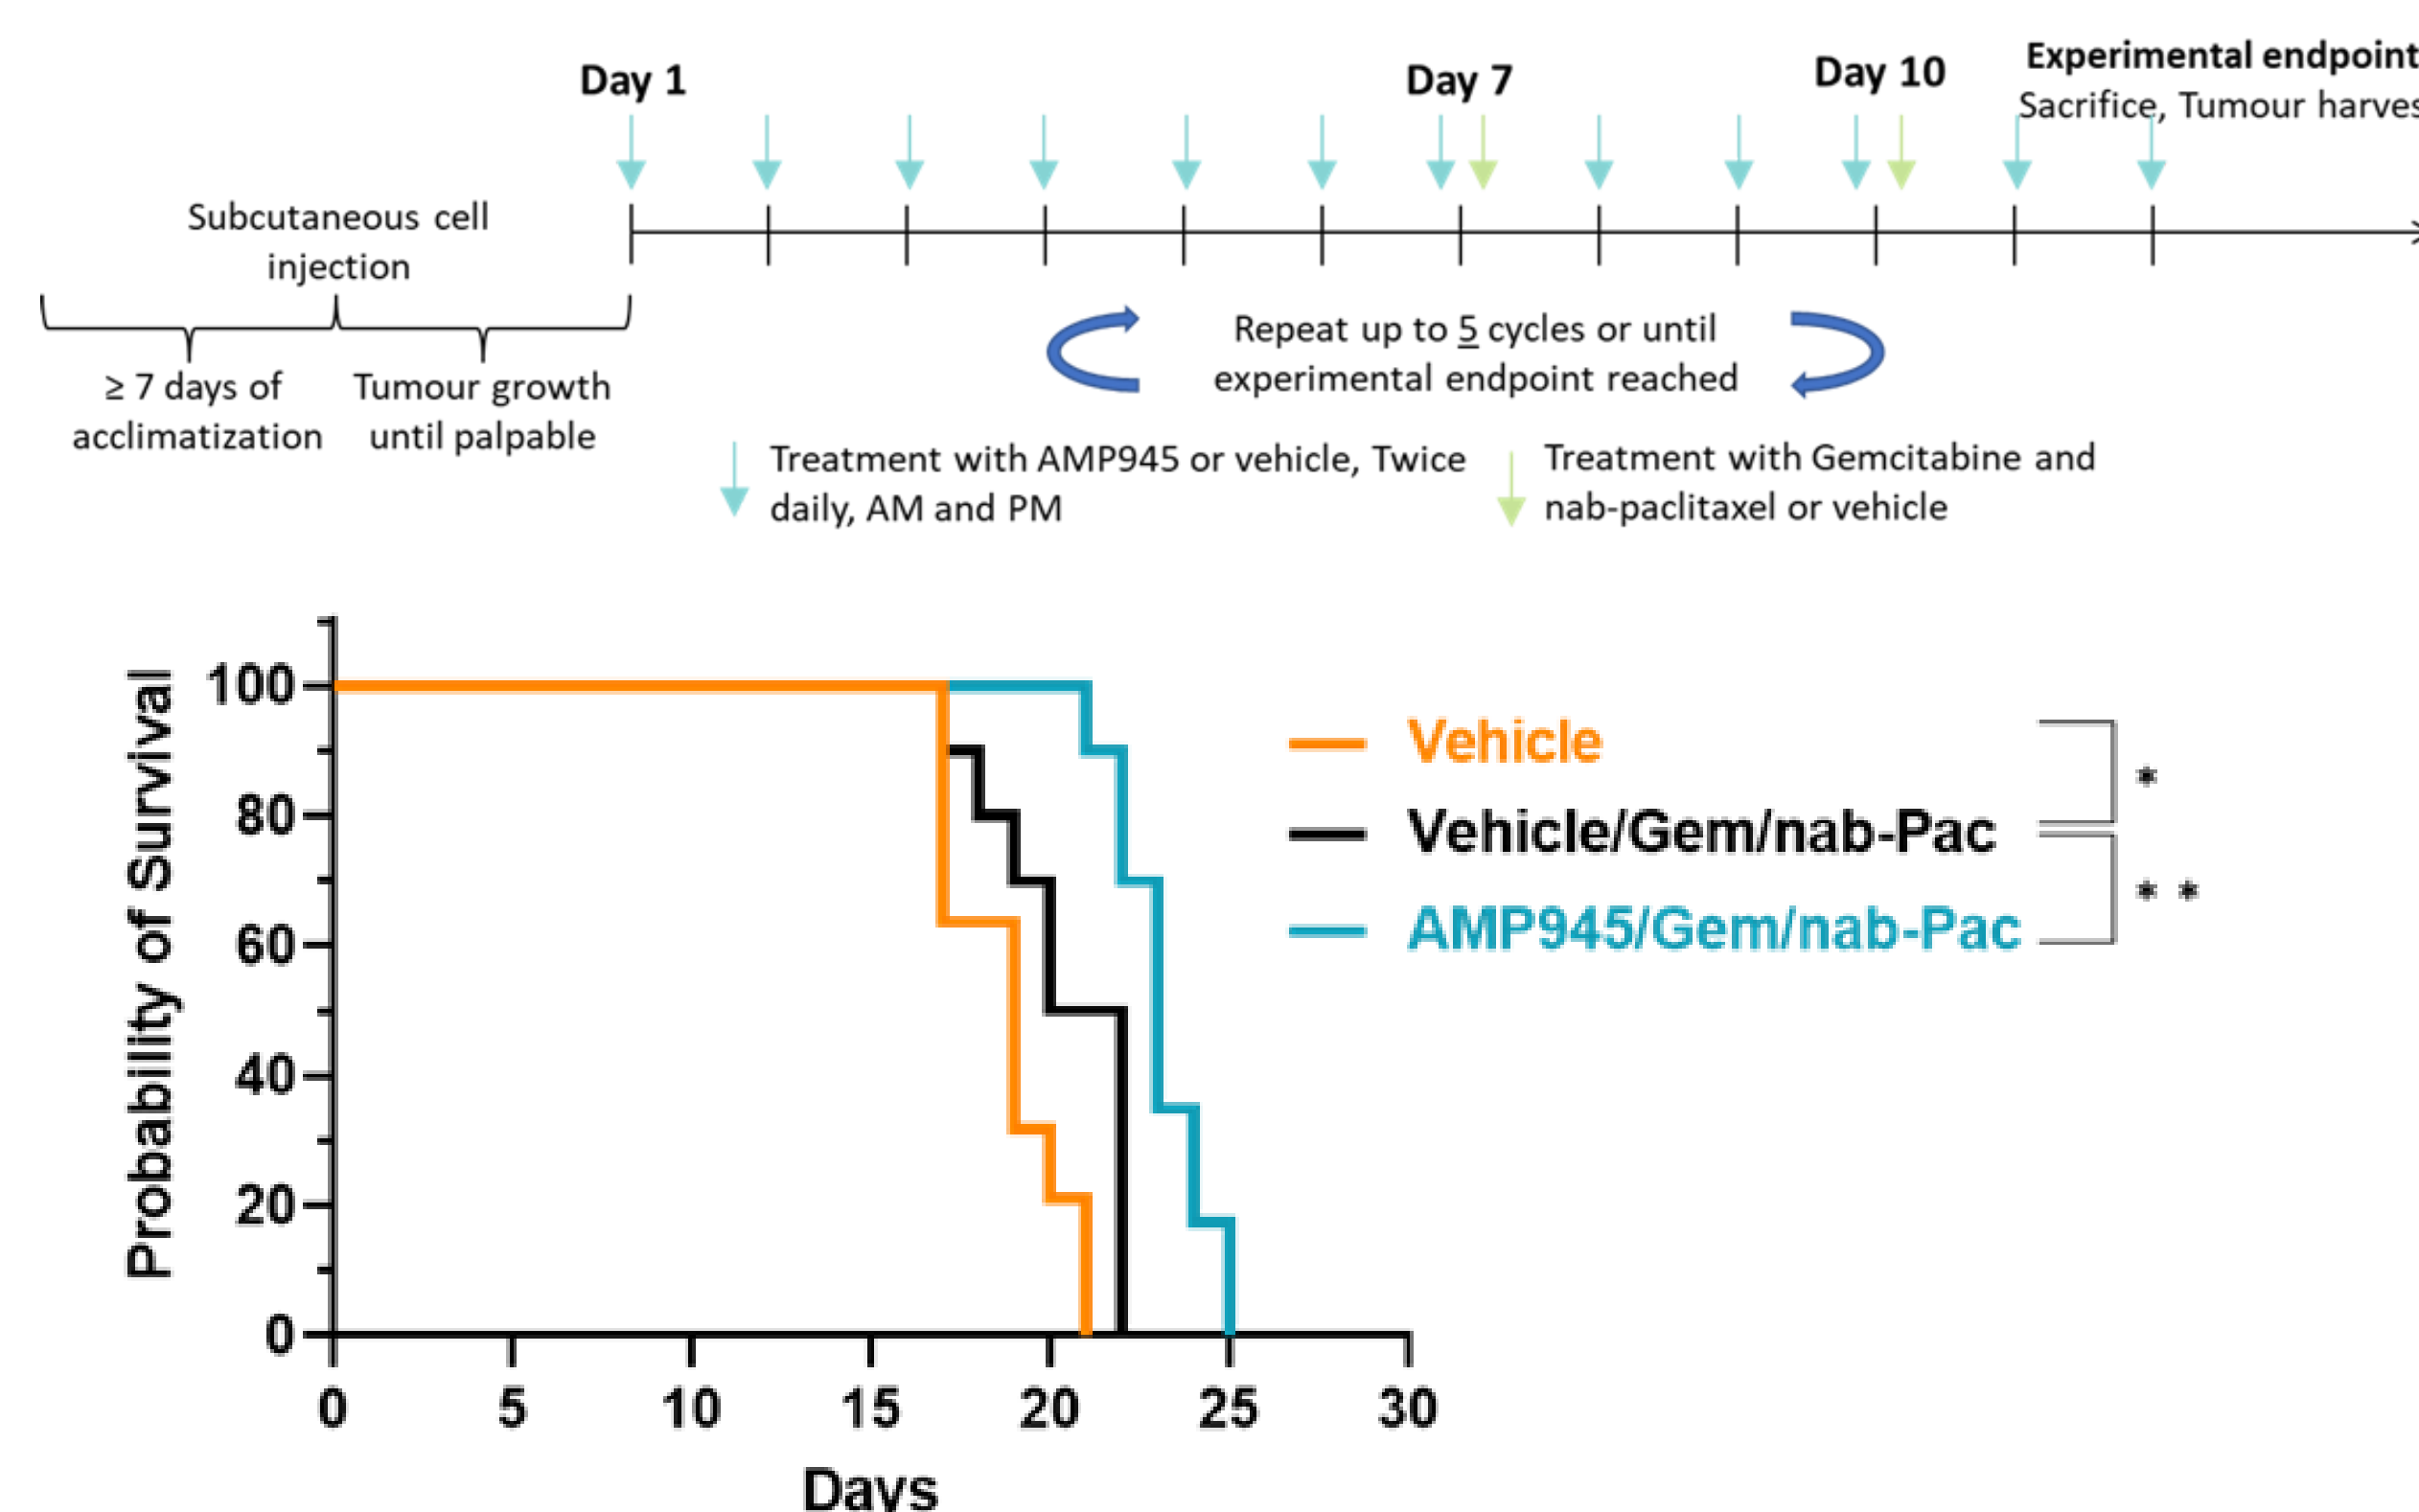 Day 1
Day 7
Day 10
Experimental endpoint
Sacrifice, Tumour harves
Subcutaneous cell
injection
≥ 7 days of
acclimatization
Tumour growth
until palpable
Repeat up to 5 cycles or until
experimental endpoint reached
Treatment with AMP945 or vehicle, Twice
daily, AM and PM
Treatment with Gemcitabine and
nab-paclitaxel or vehicle
Probability of Survival
100
80
60
40
20
0
0 5 10 15 20 25 30
Days
Vehicle
Vehicle/Gem/nab-Pac
AMP945/Gem/nab-Pac
*
* *